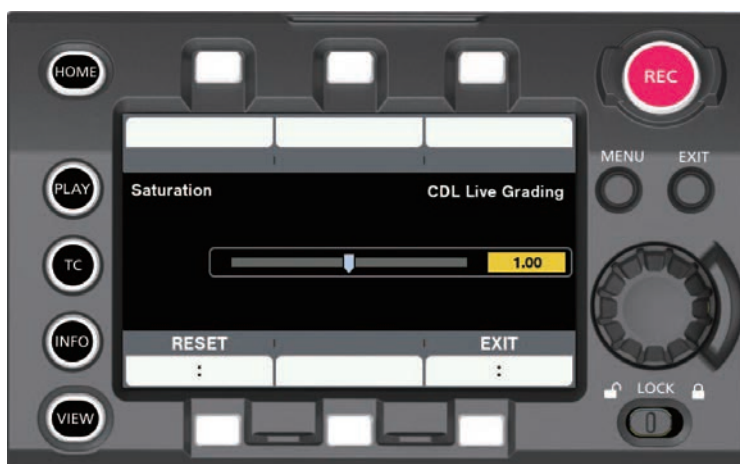 HOME
REC
MENU EXIT
PLAY
Saturation CDL Live Grading
TC
1.00
INFO
RESET EXIT
: :
LOCK
VIEW